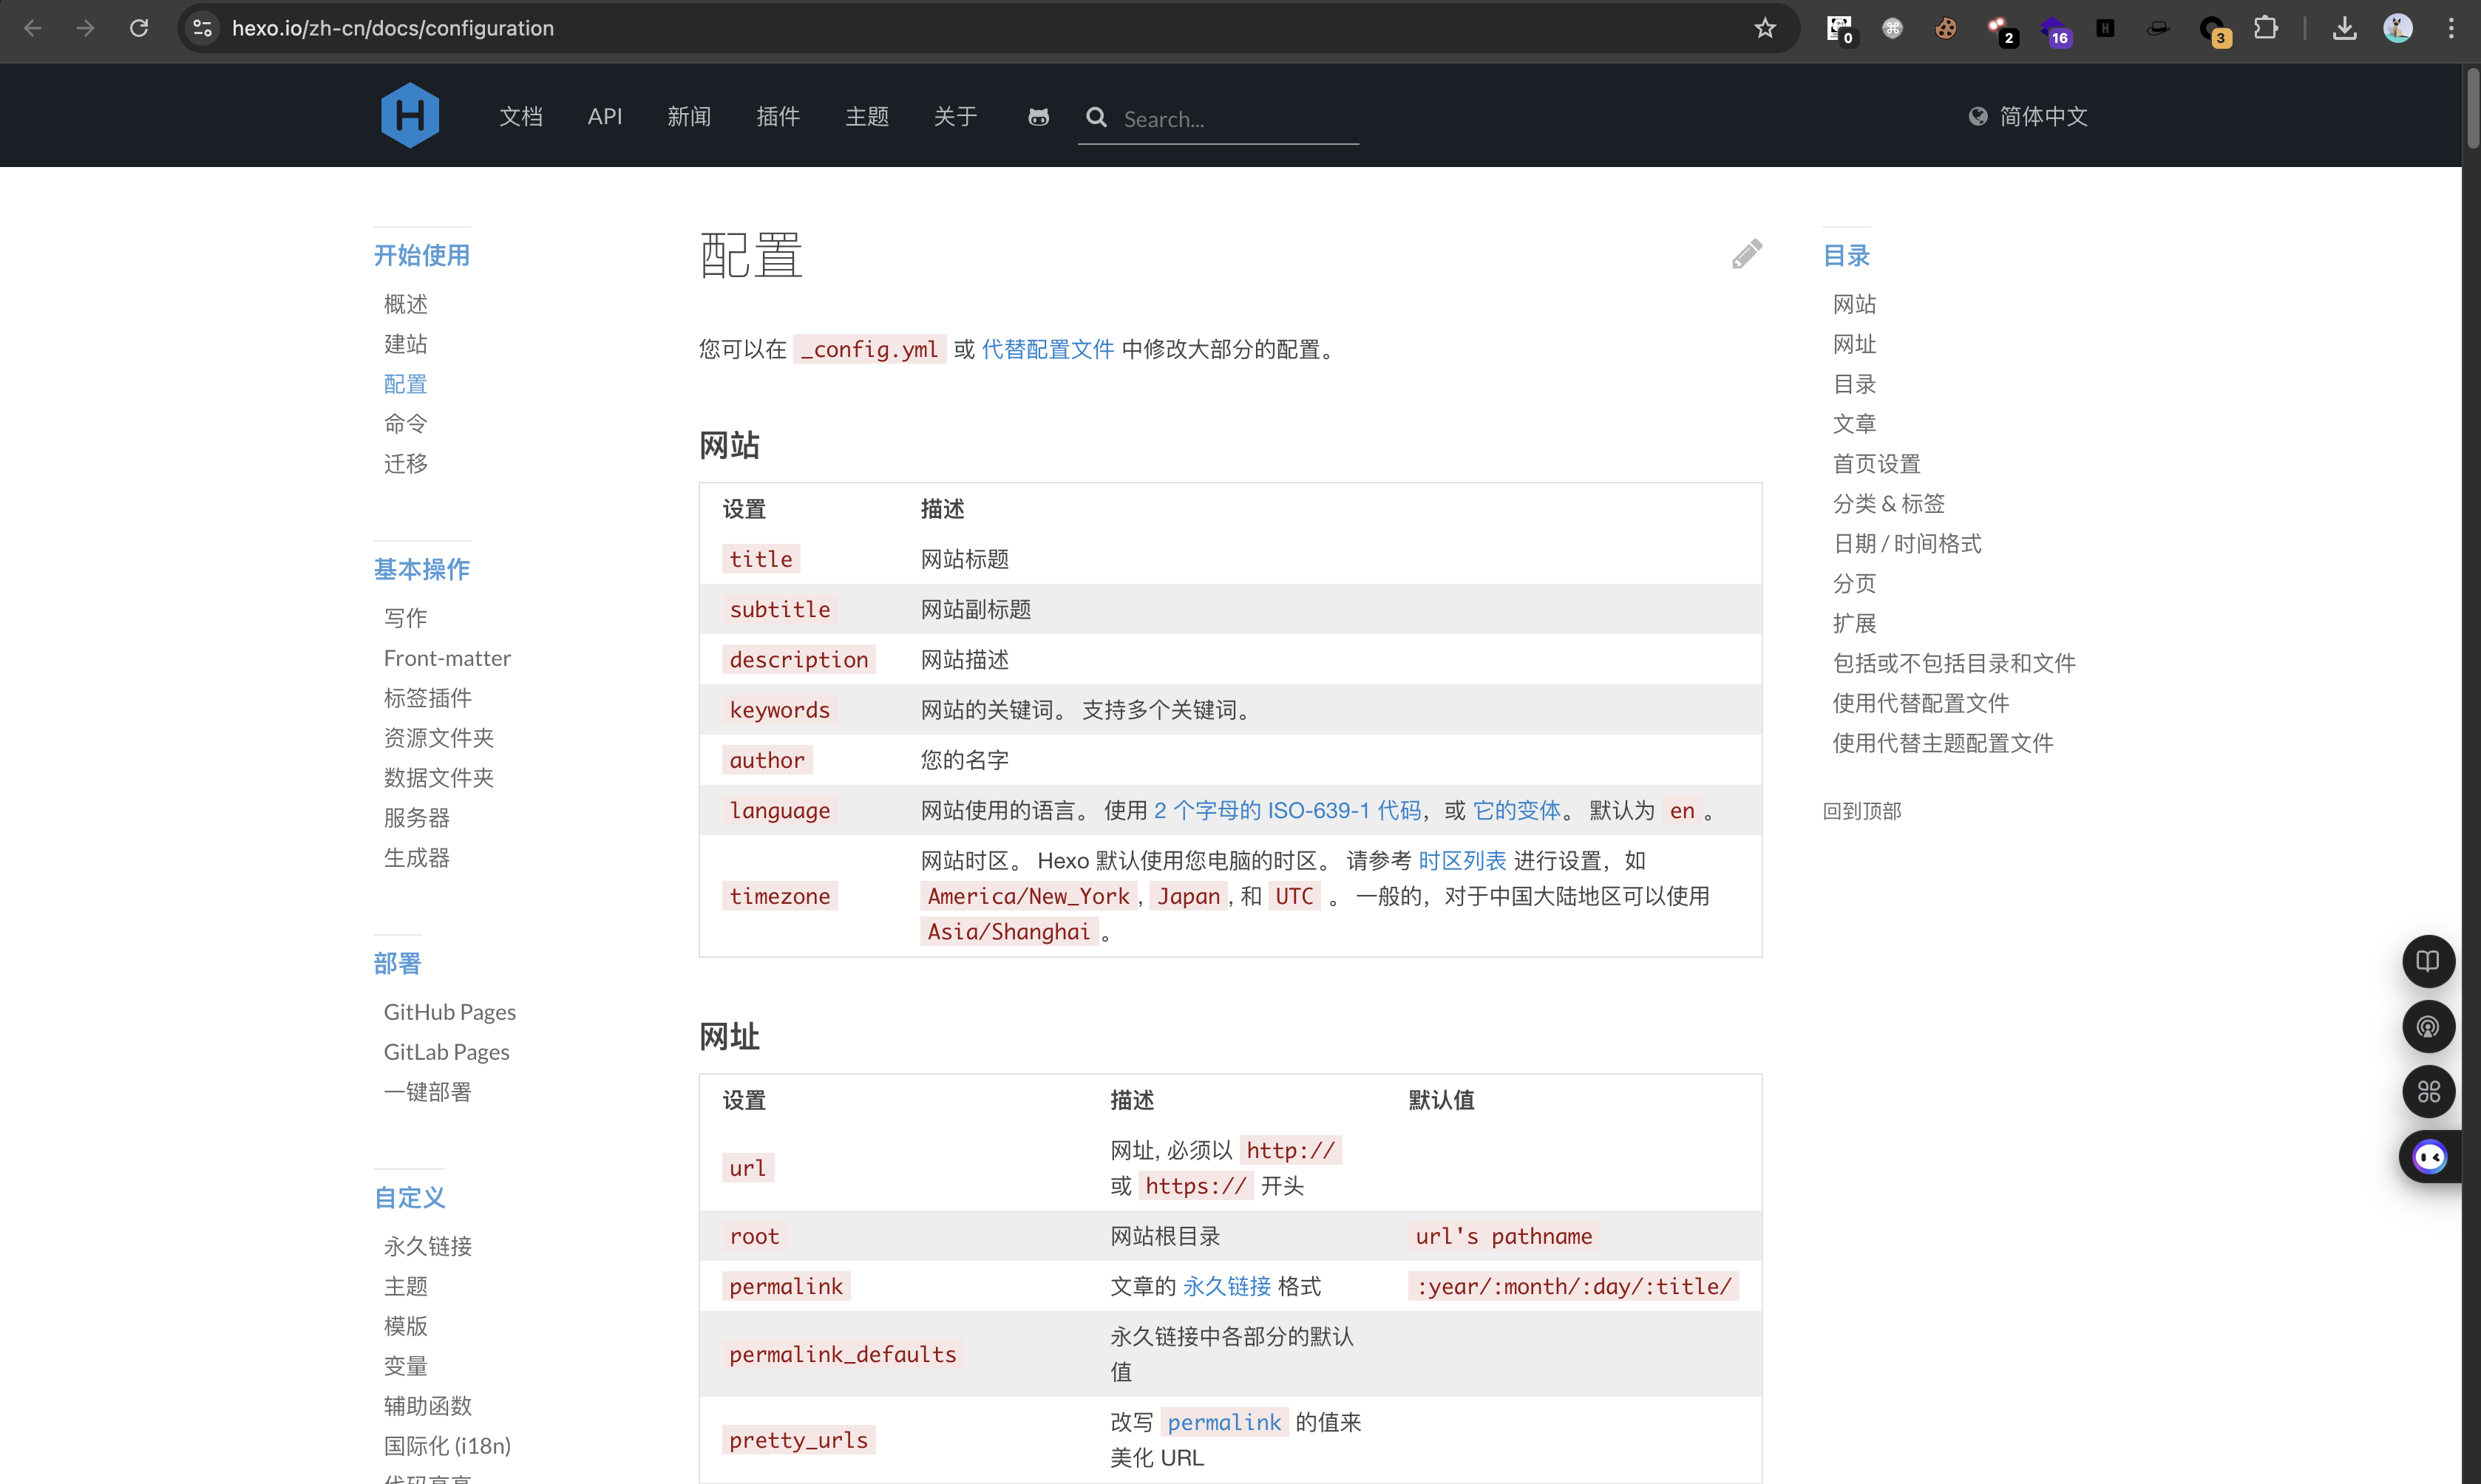 hexo.io/zh-cn/docs/configuration
0
2
16
H
3
H
文档
API
新闻
插件
主题
关于
Search...
简体中文
开始使用
概述
建站
配置
命令
迁移
基本操作
写作
Front-matter
标签插件
资源文件夹
数据文件夹
服务器
生成器
部署
GitHub Pages
GitLab Pages
一键部署
自定义
永久链接
主题
模版
变量
辅助函数
国际化 (i18n)
配置
您可以在 _config.yml 或 代替配置文件 中修改大部分的配置。
网站
设置 描述
title 网站标题
subtitle 网站副标题
description 网站描述
keywords 网站的关键词。 支持多个关键词。
author 您的名字
language 网站使用的语言。 使用 2 个字母的 ISO-639-1 代码，或 它的变体。 默认为 en 。
timezone 网站时区。 Hexo 默认使用您电脑的时区。 请参考 时区列表 进行设置，如
America/New_York, Japan, 和 UTC 。 一般的，对于中国大陆地区可以使用
Asia/Shanghai。
网址
设置 描述 默认值
url 网址, 必须以 http://
或 https:// 开头
root 网站根目录 url's pathname
permalink 文章的 永久链接 格式 :year/:month/:day/:title/
permalink_defaults 永久链接中各部分的默认
值
pretty_urls 改写 permalink 的值来
美化 URL
目录
网站
网址
目录
文章
首页设置
分类 & 标签
日期 / 时间格式
分页
扩展
包括或不包括目录和文件
使用代替配置文件
使用代替主题配置文件
回到顶部